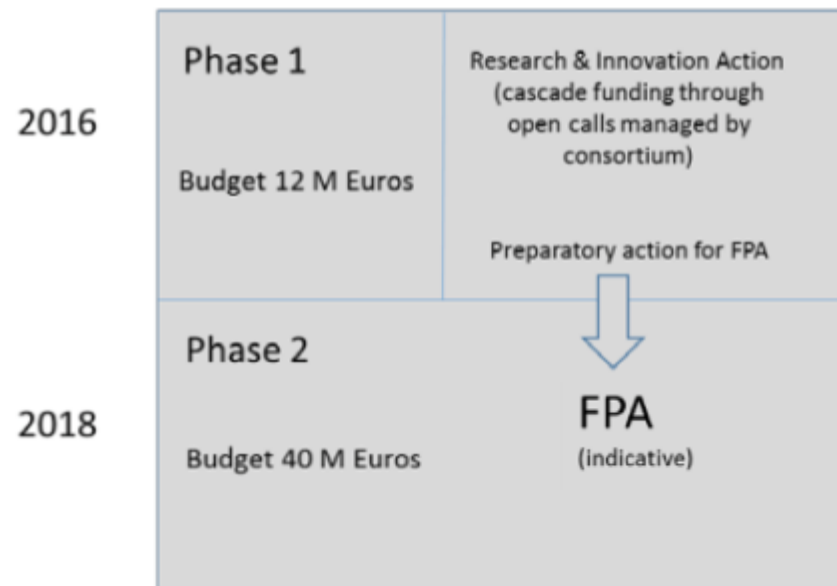 2016
Phase 1
Budget 12 M Euros
Research & Innovation Action
(cascade funding through
open calls managed by
consortium)
Preparatory action for FPA
2018
Phase 2
Budget 40 M Euros
FPA
(indicative)